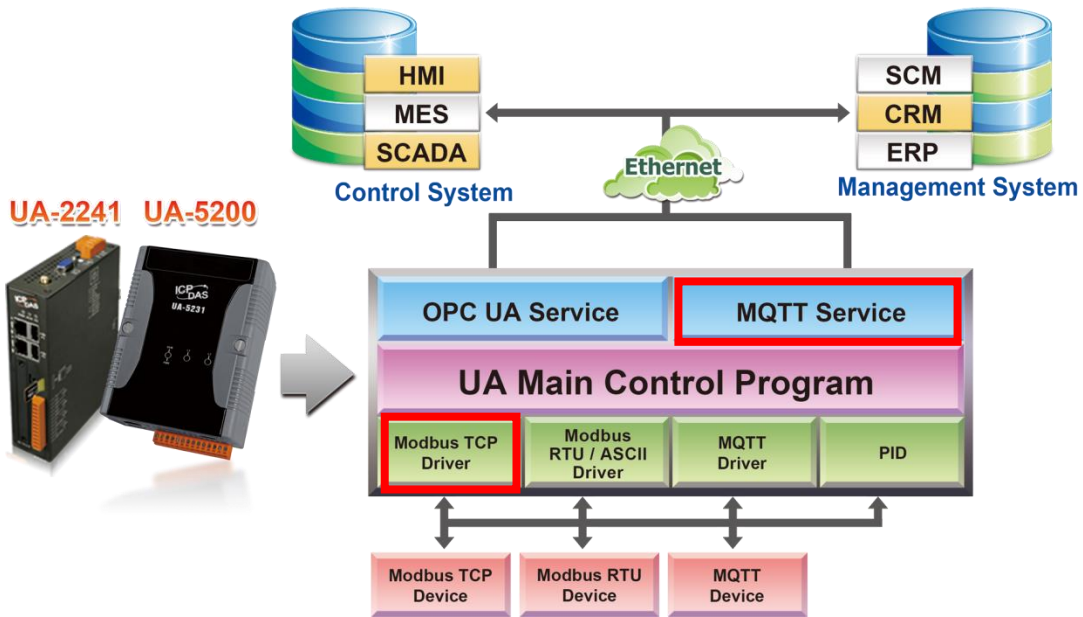 HMI
MES
SCADA
Control System
SCM
CRM
ERP
Management System
Ethernet
UA-2241 UA-5200
ICP DAS
ICP DAS
UA-5231
OPC UA Service
MQTT Service
UA Main Control Program
Modbus TCP
Driver
Modbus
RTU / ASCII
Driver
MQTT
Driver
PID
Modbus TCP
Device
Modbus RTU
Device
MQTT
Device